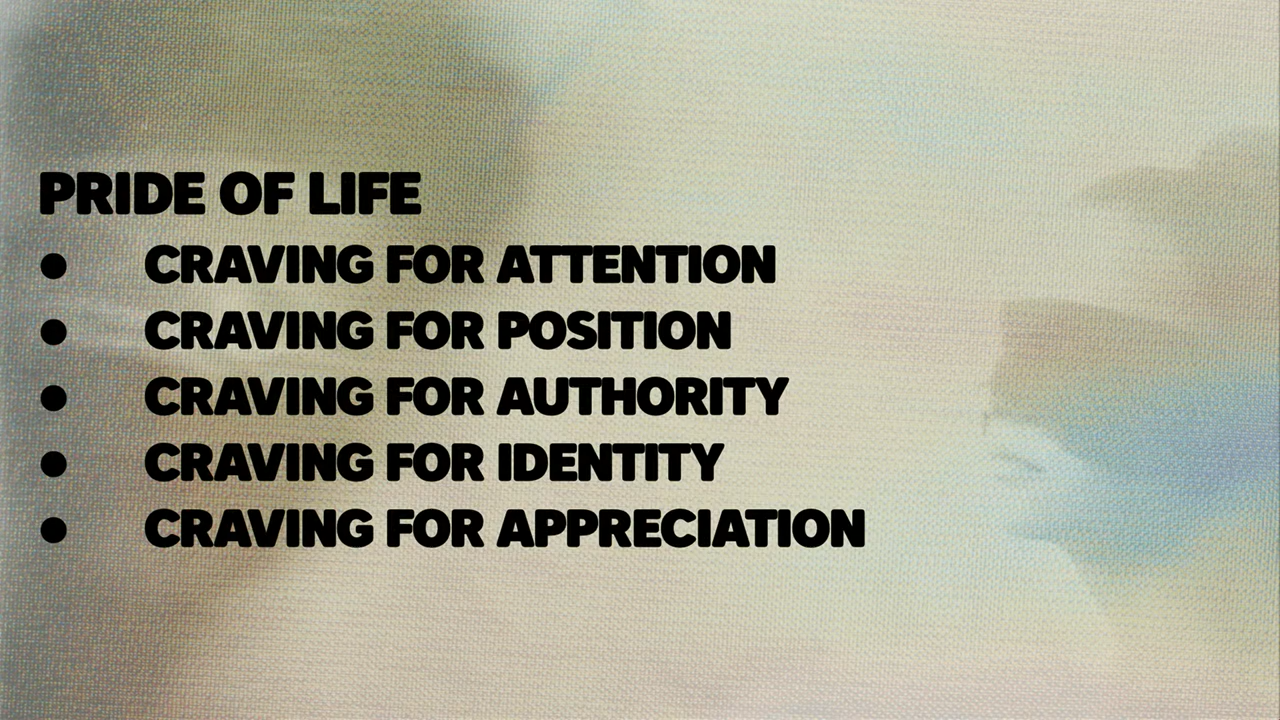 PRIDE OF LIFE
● CRAVING FOR ATTENTION
● CRAVING FOR POSITION
● CRAVING FOR AUTHORITY
● CRAVING FOR IDENTITY
● CRAVING FOR APPRECIATION